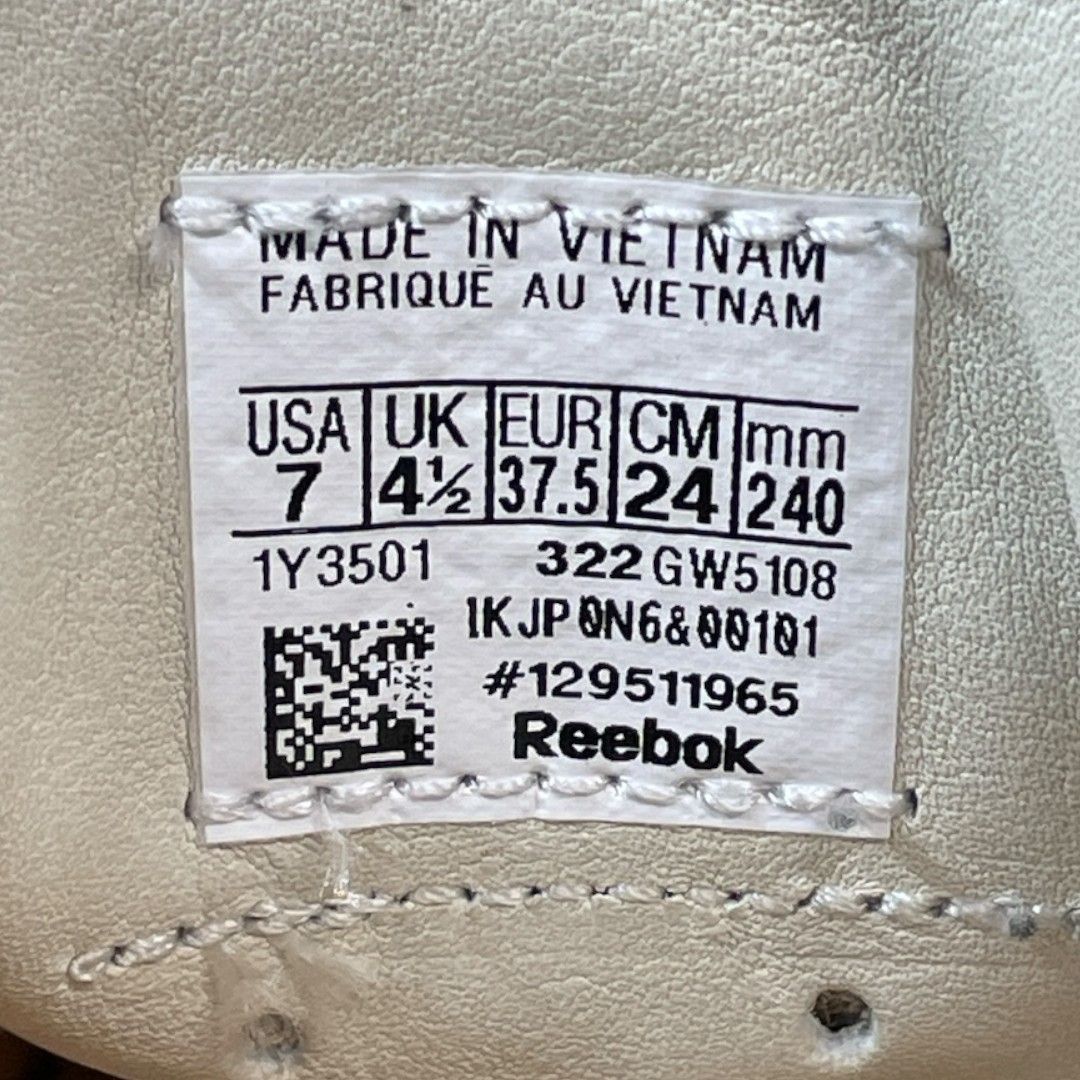 MADE IN VIETNAM
FABRIQUÉ AU VIETNAM
USA UK EUR CM mm
7 4½ 37.5 24 240
1Y3501 322 GW5108
1KJP0N6&00101
#129511965
Reebok